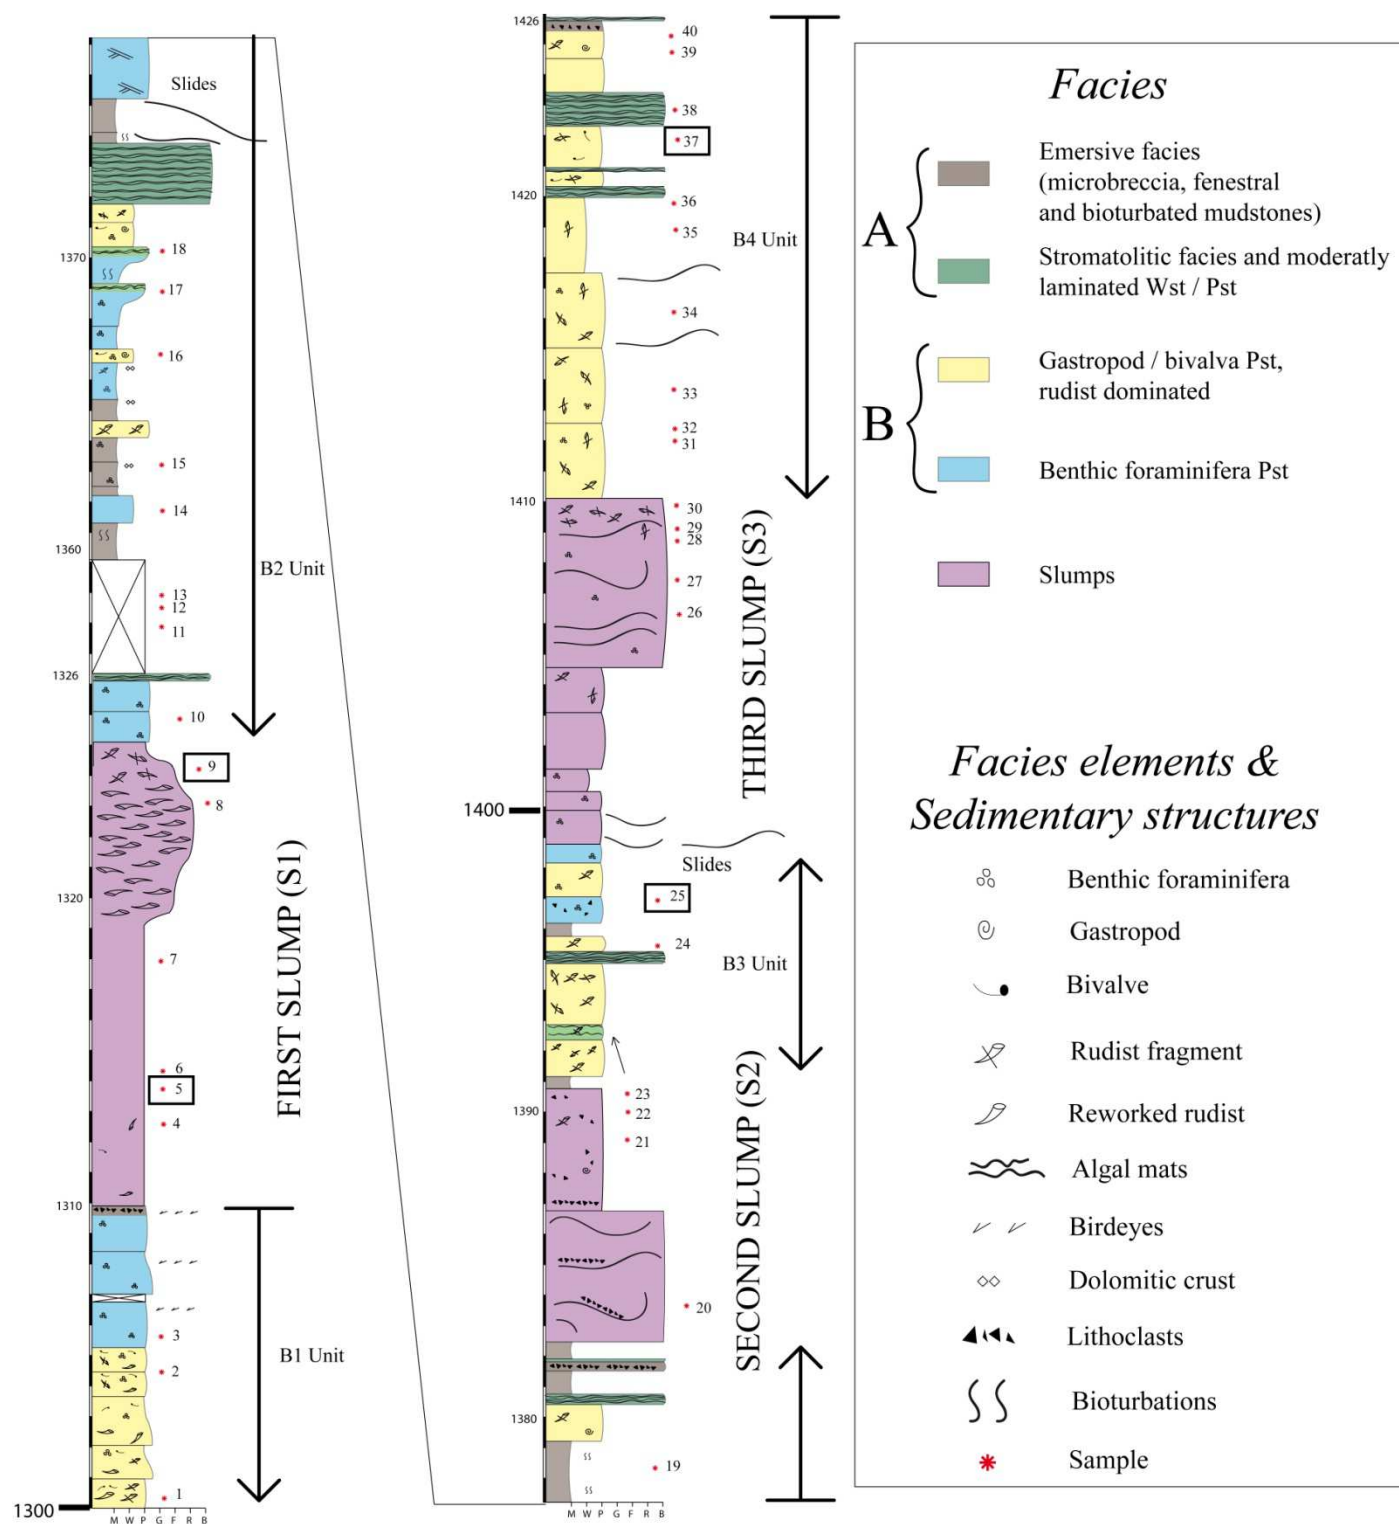 Slides
1370
18
17
16
15
14
1360
B2 Unit
13
12
11
1326
10
9
8
1320
FIRST SLUMP (S1)
7
6
5
4
1310
3
B1 Unit
2
1
1300
M W P G F R B
1426
40
39
38
37
1420
36
35
B4 Unit
34
33
32
31
1410
30
29
28
27
26
THIRD SLUMP (S3)
1400
Slides
25
24
B3 Unit
23
22
21
1390
SECOND SLUMP (S2)
20
1380
19
M W P G F R B
Facies
A
Emersive facies
(microbreccia, fenestral
and bioturbated mudstones)
Stromatolitic facies and moderatly
laminated Wst / Pst
B
Gastropod / bivalva Pst,
rudist dominated
Benthic foraminifera Pst
Slumps
Facies elements &
Sedimentary structures
Benthic foraminifera
Gastropod
Bivalve
Rudist fragment
Reworked rudist
Algal mats
Birdeyes
Dolomitic crust
Lithoclasts
Bioturbations
Sample